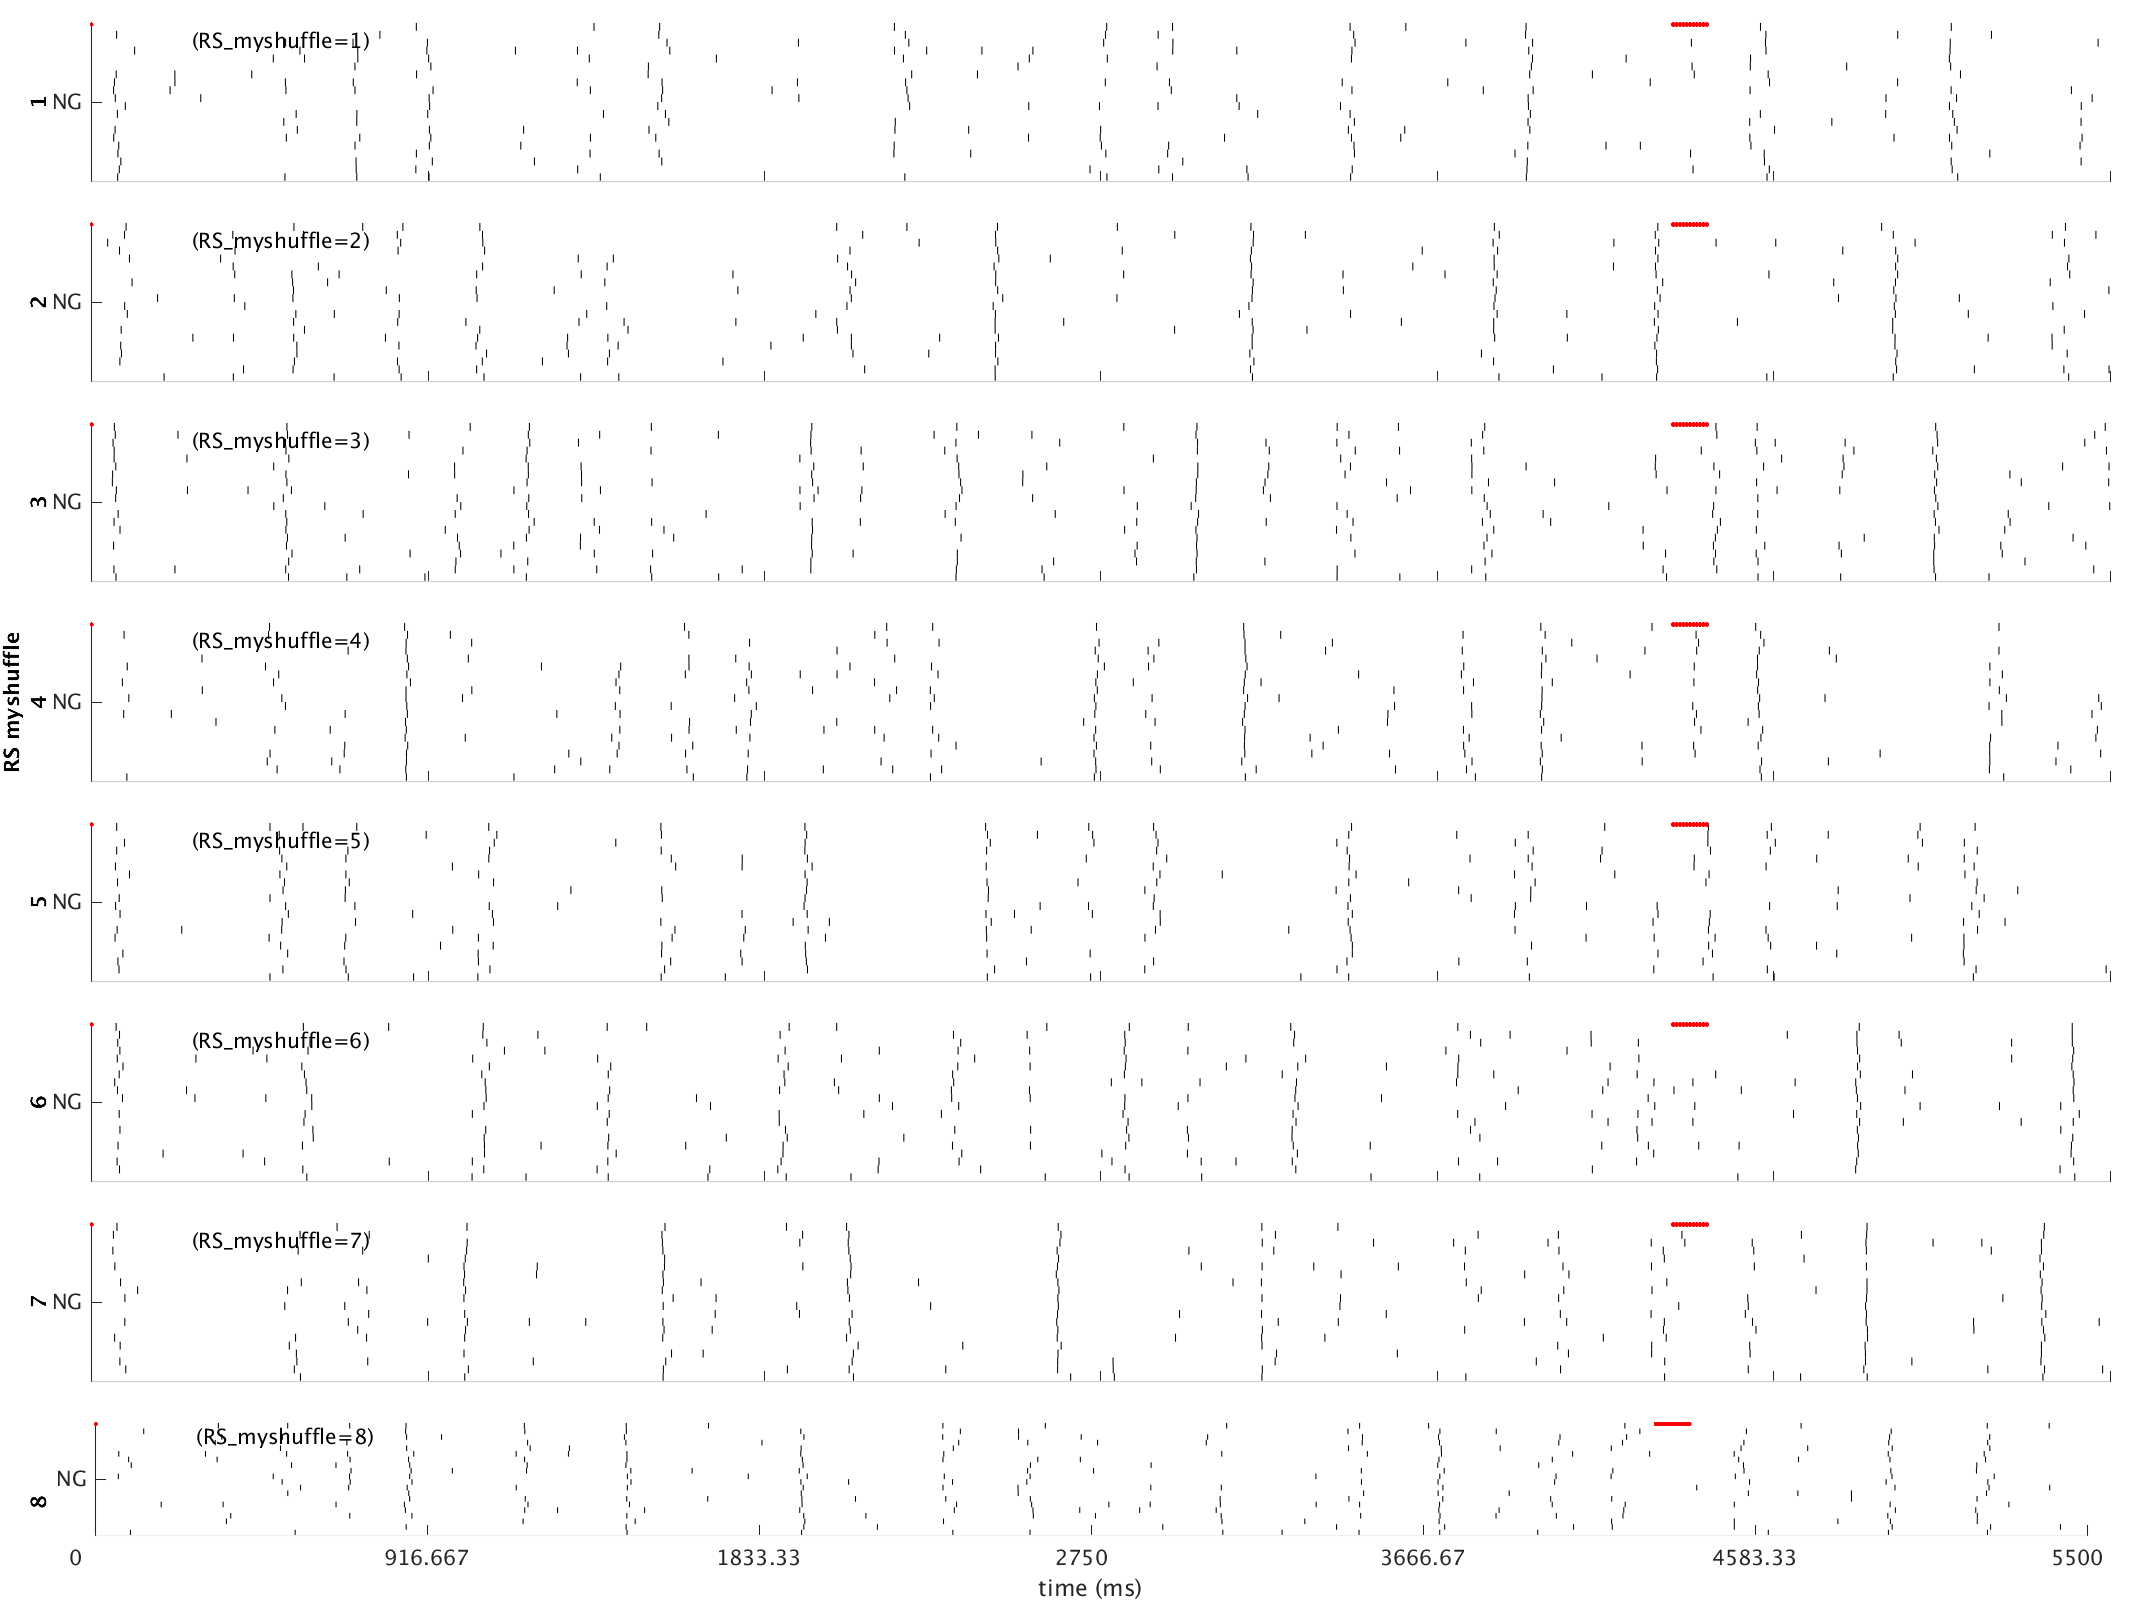 (RS_myshuffle=1)
1 NG
(RS_myshuffle=2)
2 NG
(RS_myshuffle=3)
3 NG
(RS_myshuffle=4)
4 NG
RS myshuffle
(RS_myshuffle=5)
5 NG
(RS_myshuffle=6)
6 NG
(RS_myshuffle=7)
7 NG
(RS_myshuffle=8)
8 NG
0 916.667 1833.33 2750 3666.67 4583.33 5500
time (ms)